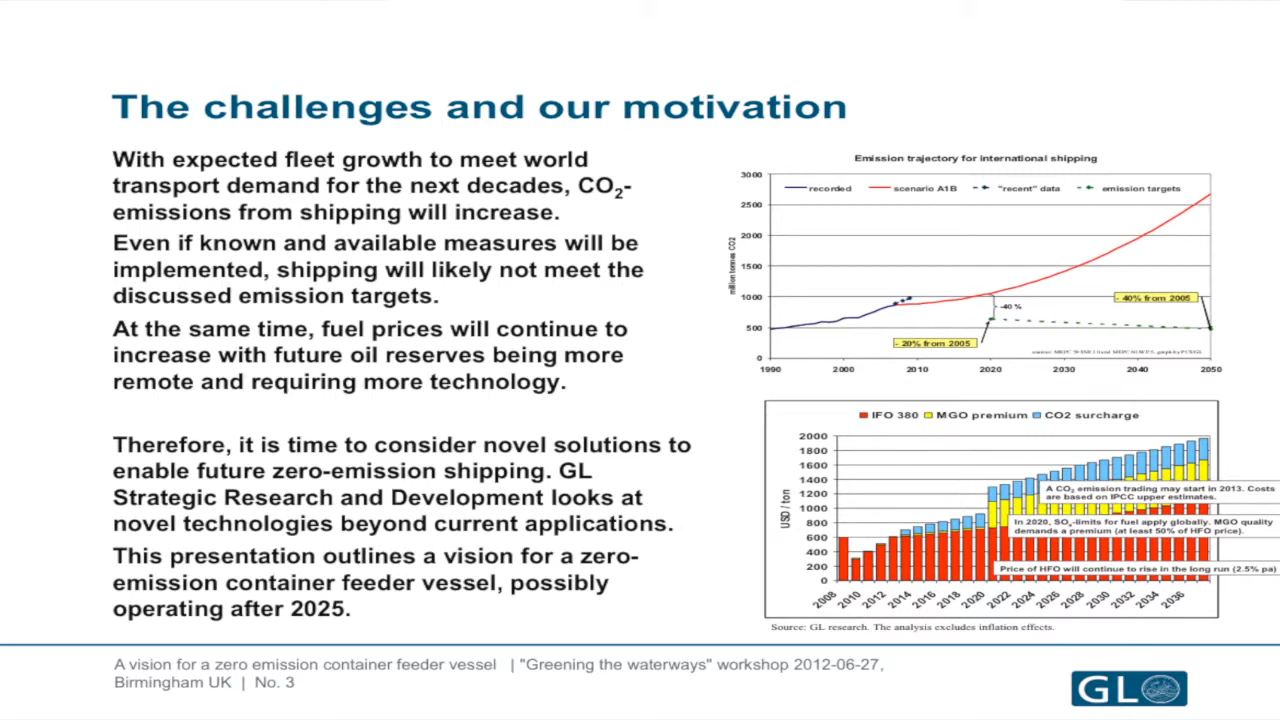 The challenges and our motivation
With expected fleet growth to meet world
transport demand for the next decades, CO2-
emissions from shipping will increase.
Even if known and available measures will be
implemented, shipping will likely not meet the
discussed emission targets.
At the same time, fuel prices will continue to
increase with future oil reserves being more
remote and requiring more technology.
Therefore, it is time to consider novel solutions to
enable future zero-emission shipping. GL
Strategic Research and Development looks at
novel technologies beyond current applications.
This presentation outlines a vision for a zero-
emission container feeder vessel, possibly
operating after 2025.
Emission trajectory for international shipping
recorded scenario A1B "recent" data emission targets
million tonnes CO2
3000
2500
2000
1500
1000
500
0
- 40% from 2005
-40 %
- 20% from 2005
1990 2000 2010 2020 2030 2040 2050
IFO 380 MGO premium CO2 surcharge
USD / ton
2000
1800
1600
1400
1200
1000
800
600
400
200
0
A CO2 emission trading may start in 2013. Costs
are based on IPCC upper estimates.
In 2020, SOx-limits for fuel apply globally. MGO quality
demands a premium (at least 50% of HFO price).
Price of HFO will continue to rise in the long run (2.5% pa)
2008 2010 2012 2014 2016 2018 2020 2022 2024 2026 2028 2030 2032 2034 2036
Source: GL research. The analysis excludes inflation effects.
A vision for a zero emission container feeder vessel | "Greening the waterways" workshop 2012-06-27,
Birmingham UK | No. 3
GL